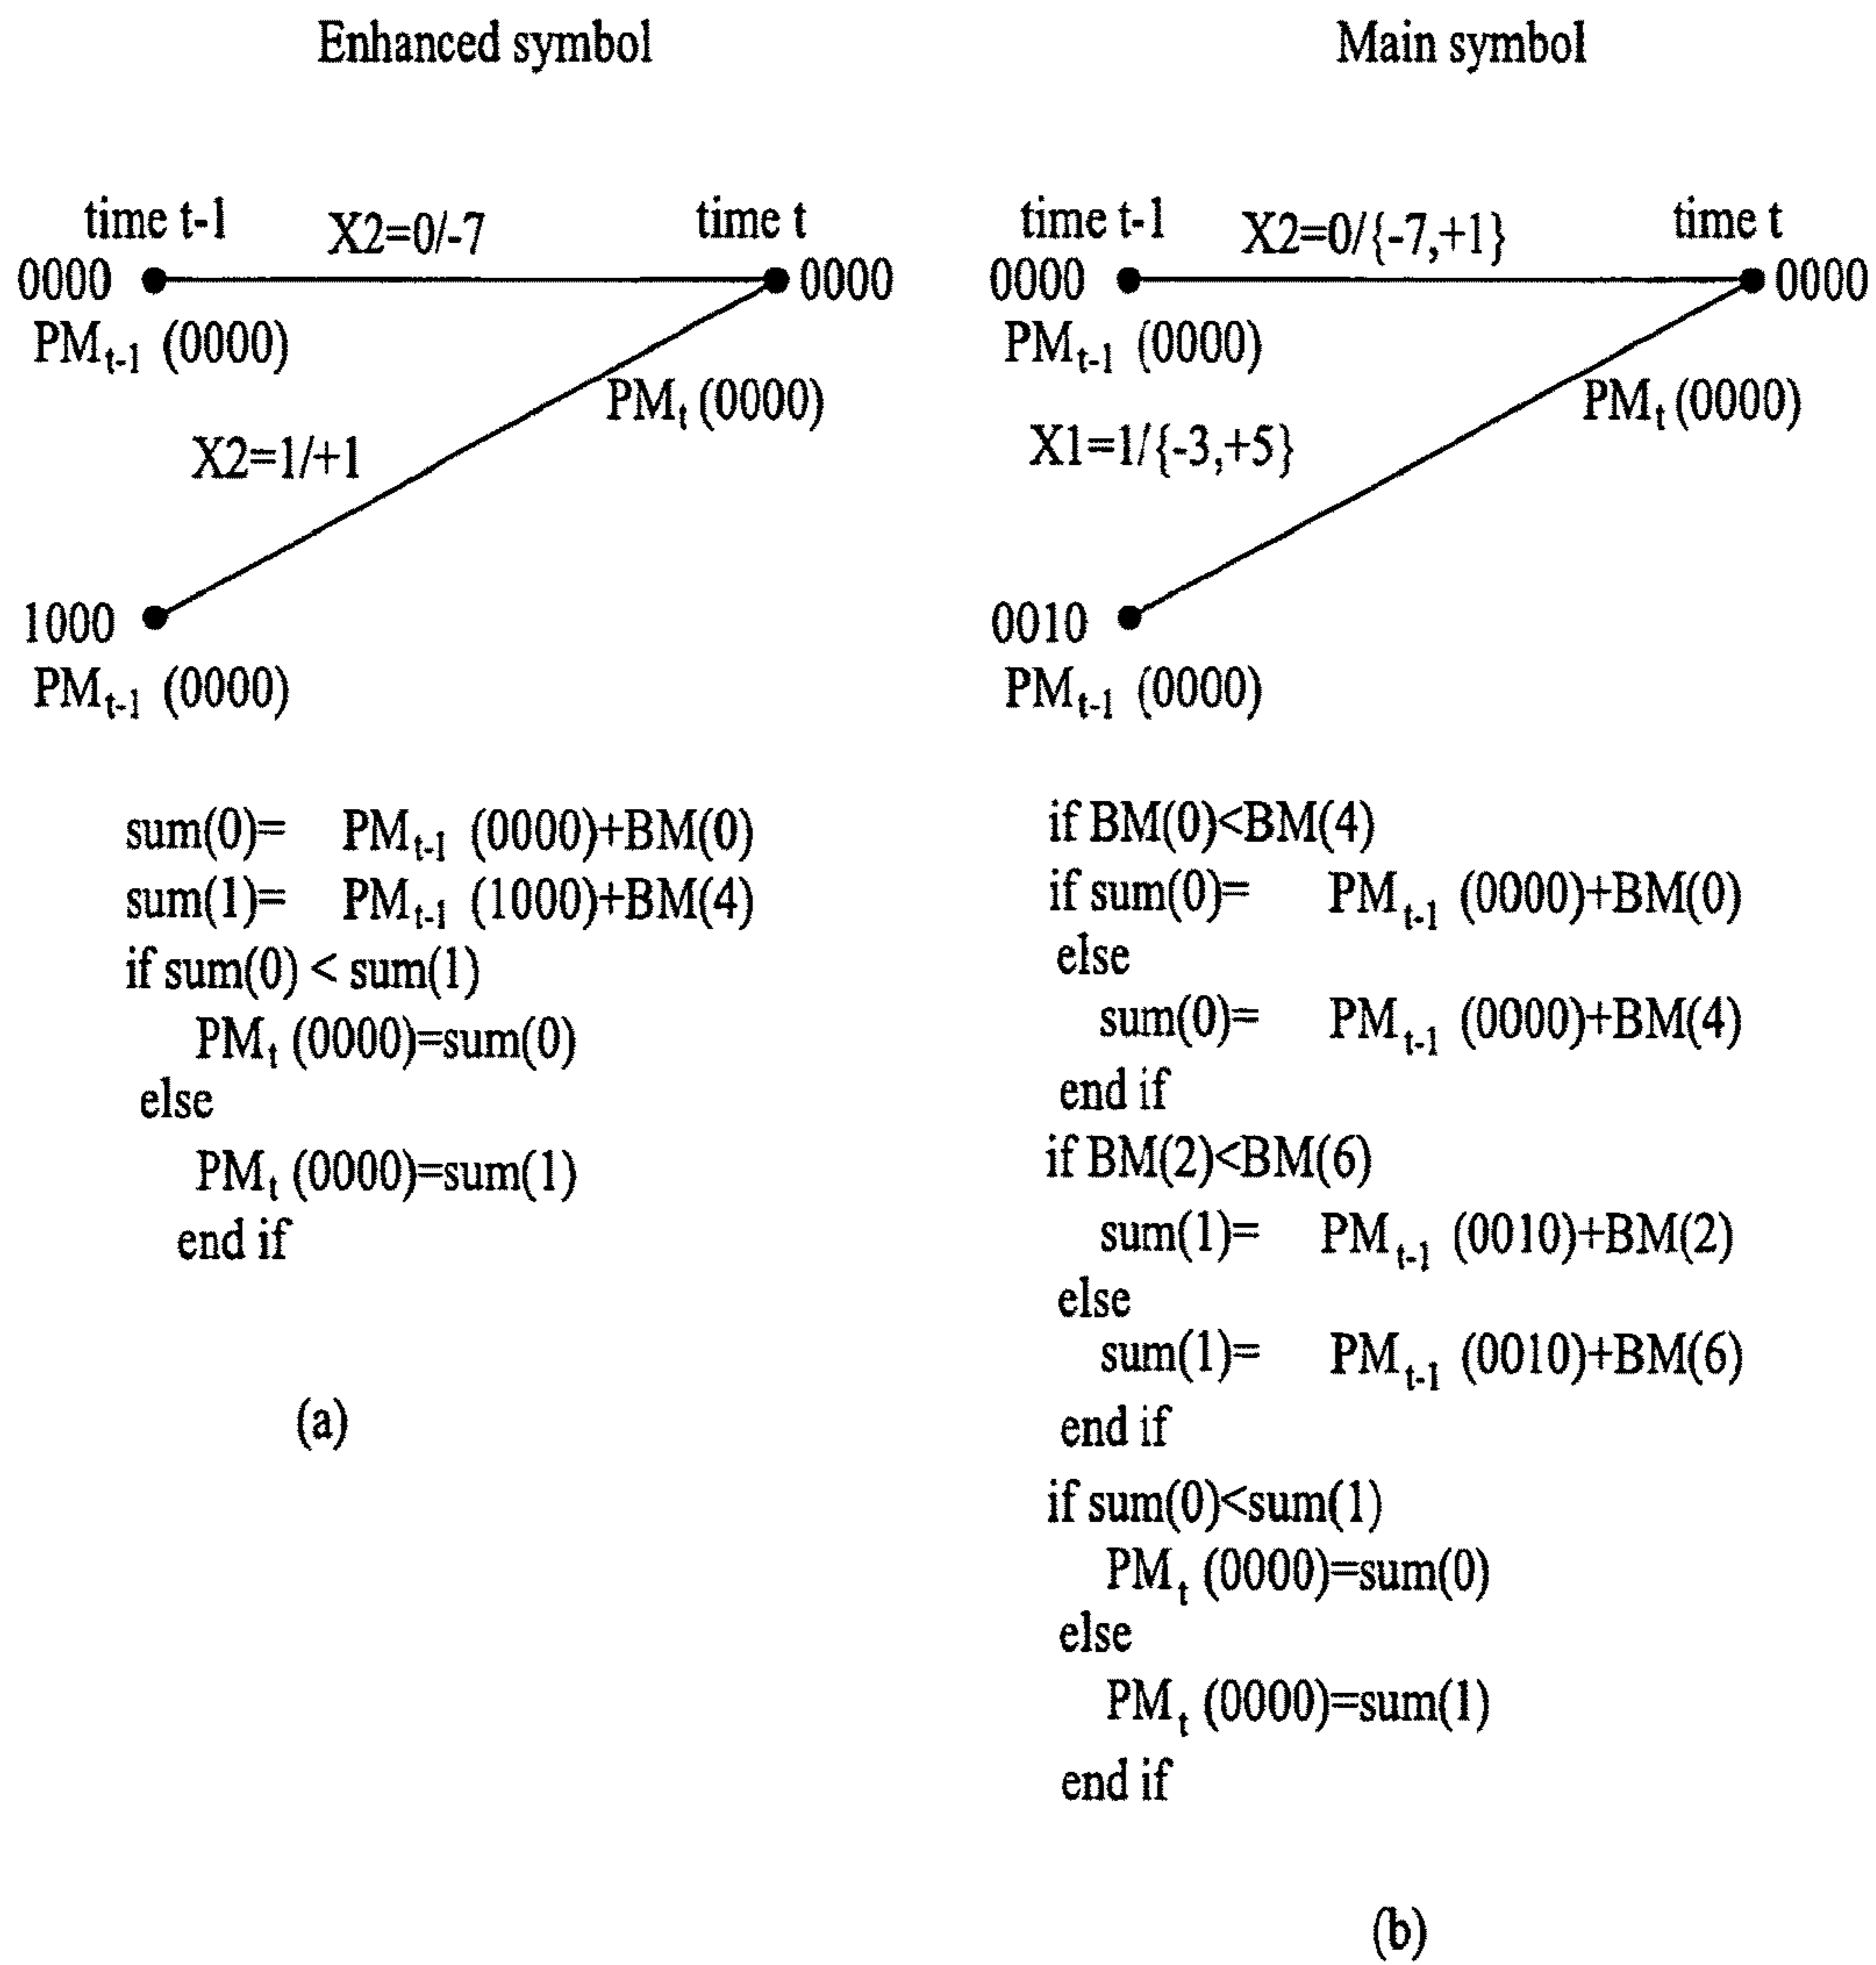 Enhanced symbol
time t-1
X2=0/-7
time t
0000
0000
PMt-1 (0000)
PMt (0000)
X2=1/+1
1000
PMt-1 (0000)
sum(0)= PMt-1 (0000)+BM(0)
sum(1)= PMt-1 (1000)+BM(4)
if sum(0) < sum(1)
PMt (0000)=sum(0)
else
PMt (0000)=sum(1)
end if
(a)
Main symbol
time t-1
X2=0/{-7,+1}
time t
0000
0000
PMt-1 (0000)
PMt (0000)
X1=1/{-3,+5}
0010
PMt-1 (0000)
if BM(0)<BM(4)
if sum(0)= PMt-1 (0000)+BM(0)
else
sum(0)= PMt-1 (0000)+BM(4)
end if
if BM(2)<BM(6)
sum(1)= PMt-1 (0010)+BM(2)
else
sum(1)= PMt-1 (0010)+BM(6)
end if
if sum(0)<sum(1)
PMt (0000)=sum(0)
else
PMt (0000)=sum(1)
end if
(b)